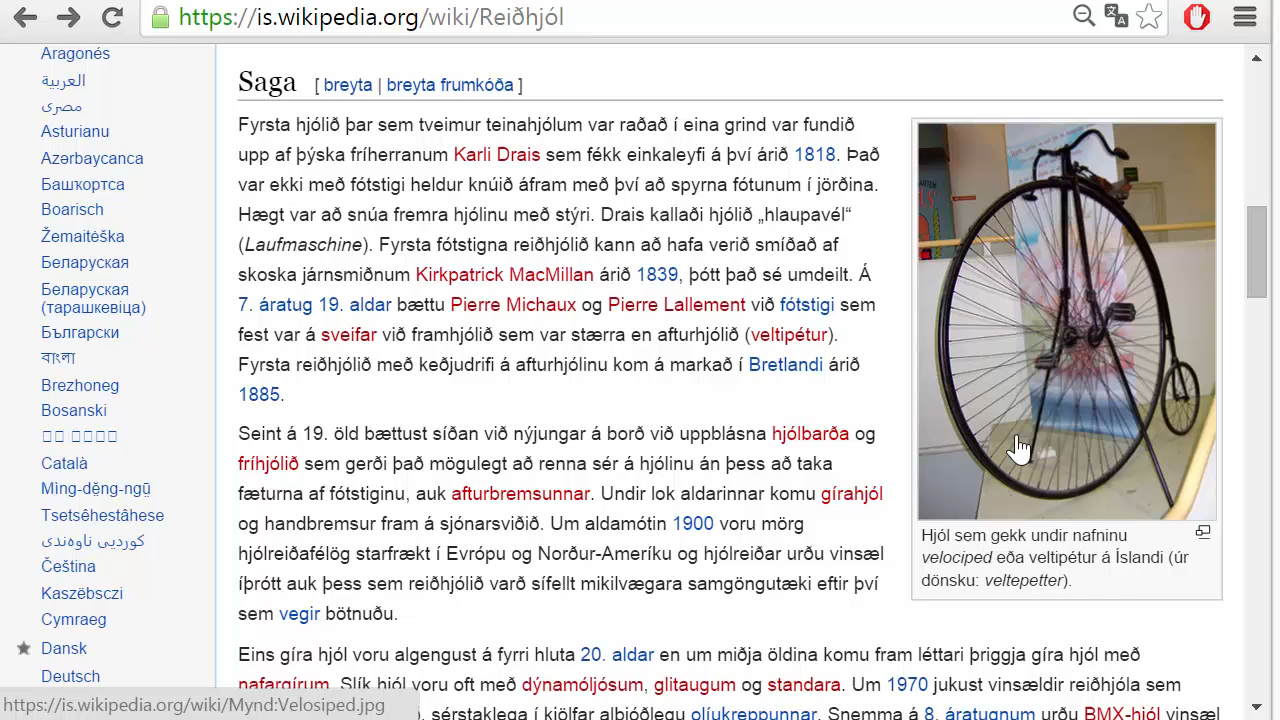 https://is.wikipedia.org/wiki/Reiðhjól
Aragonés
العربية
مصرى
Asturianu
Azərbaycanca
Башҡортса
Boarisch
Žemaitėška
Беларуская
Беларуская
(тарашкевіца)
Български
বাংলা
Brezhoneg
Bosanski
Català
Mìng-dĕ̤ng-ngṳ̄
Tsetsêhestâhese
کوردیی ناوەندی
Čeština
Kaszëbsczi
Cymraeg
Dansk
Deutsch
Saga [ breyta | breyta frumkóða ]
Fyrsta hjólið þar sem tveimur teinahjólum var raðað í eina grind var fundið
upp af þýska fríherranum Karli Drais sem fékk einkaleyfi á því árið 1818. Það
var ekki með fótstigi heldur knúið áfram með því að spyrna fótunum í jörðina.
Hægt var að snúa fremra hjólinu með stýri. Drais kallaði hjólið „hlaupavél“
(Laufmaschine). Fyrsta fótstigna reiðhjólið kann að hafa verið smíðað af
skoska járnsmiðnum Kirkpatrick MacMillan árið 1839, þótt það sé umdeilt. Á
7. áratug 19. aldar bættu Pierre Michaux og Pierre Lallement við fótstigi sem
fest var á sveifar við framhjólið sem var stærra en afturhjólið (veltipétur).
Fyrsta reiðhjólið með keðjudrifi á afturhjólinu kom á markað í Bretlandi árið
1885.
Seint á 19. öld bættust síðan við nýjungar á borð við uppblásna hjólbarða og
fríhjólið sem gerði það mögulegt að renna sér á hjólinu án þess að taka
fæturna af fótstiginu, auk afturbremsunnar. Undir lok aldarinnar komu gírahjól
og handbremsur fram á sjónarsviðið. Um aldamótin 1900 voru mörg
hjólreiðafélög starfrækt í Evrópu og Norður-Ameríku og hjólreiðar urðu vinsæl
íþrótt auk þess sem reiðhjólið varð sífellt mikilvægara samgöngutæki eftir því
sem vegir bötnuðu.
Hjól sem gekk undir nafninu
velociped eða veltipétur á Íslandi (úr
dönsku: veltepetter).
Eins gíra hjól voru algengust á fyrri hluta 20. aldar en um miðja öldina komu fram léttari þriggja gíra hjól með
nafargírum. Slík hjól voru oft með dýnamóljósum, glitaugum og standara. Um 1970 jukust vinsældir reiðhjóla sem
, sérstaklega í kjölfar alþjóðlegu olíukreppunnar. Snemma á 8. áratugnum urðu BMX-hjól vinsæl
https://is.wikipedia.org/wiki/Mynd:Velosiped.jpg